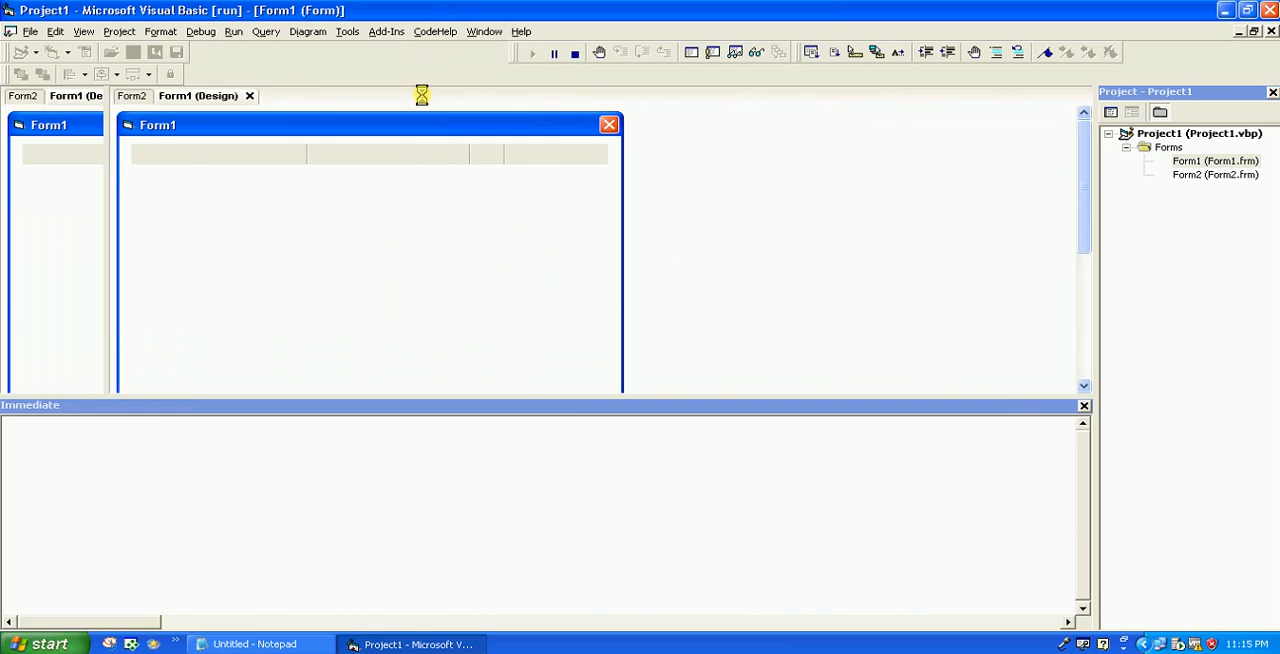 Project1 - Microsoft Visual Basic [run] - [Form1 (Form)]
File Edit View Project Format Debug Run Query Diagram Tools Add-Ins CodeHelp Window Help
Form2 Form1 (De Form2 Form1 (Design)
Project - Project1
Form1 Form1
Project1 (Project1.vbp)
Forms
Form1 (Form1.frm)
Form2 (Form2.frm)
Immediate
start Untitled - Notepad Project1 - Microsoft V... 11:15 PM